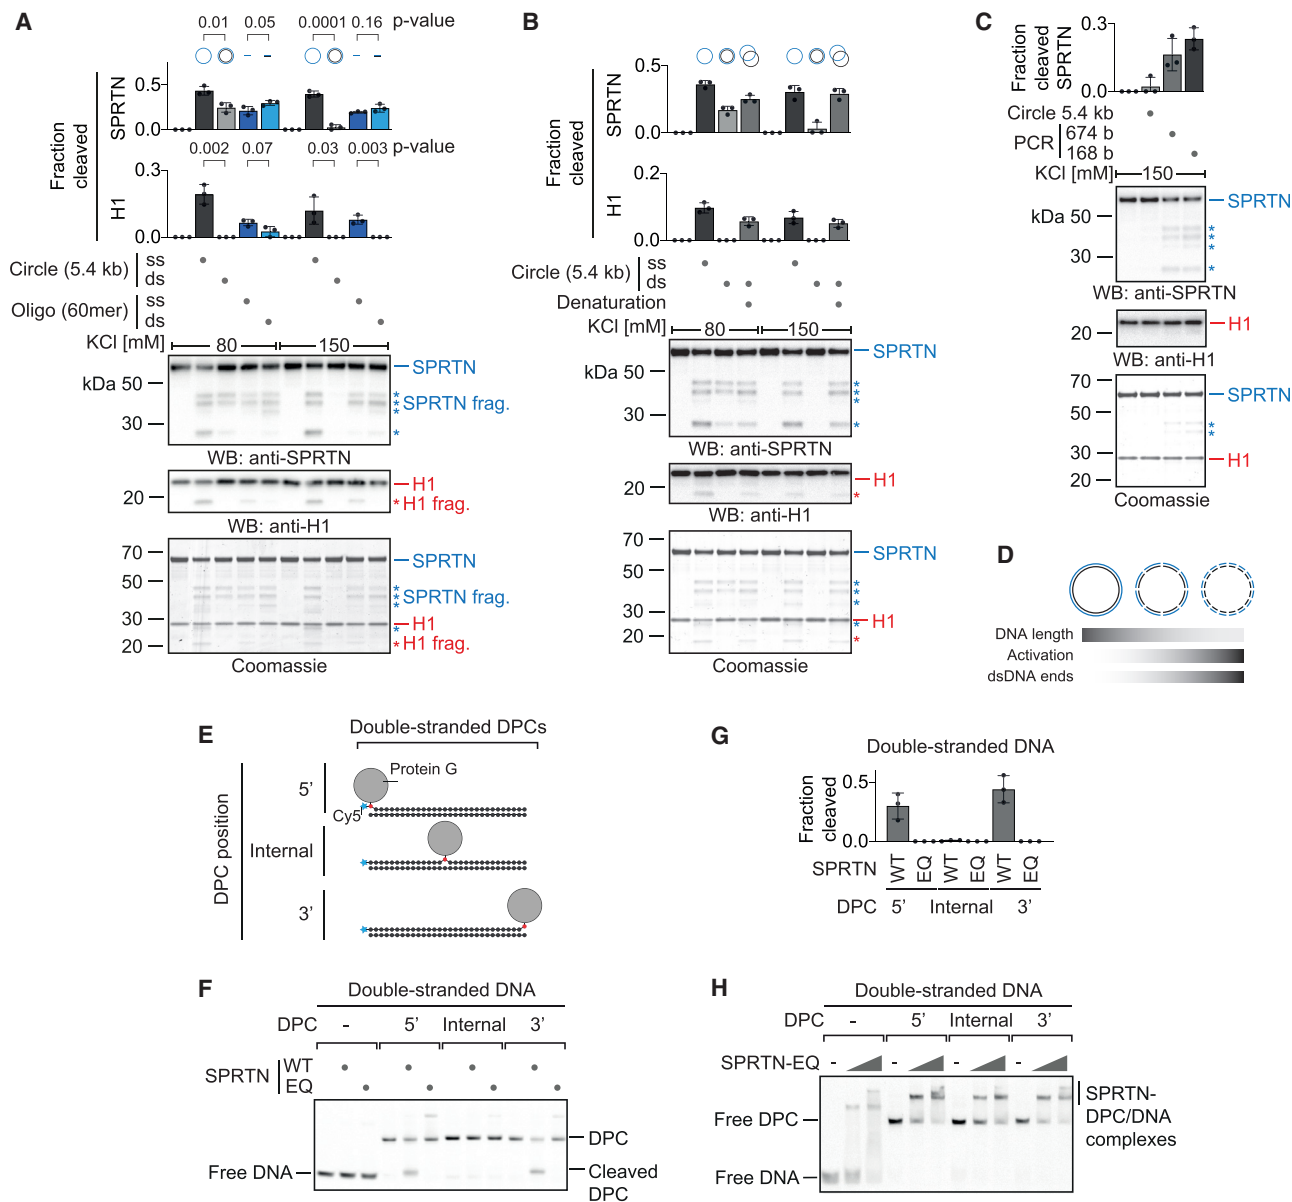 A
0.01 0.05 0.0001 0.16 p-value
Fraction cleaved
SPRTN
0.5
0.0
0.002 0.07 0.03 0.003 p-value
H1
0.3
0.0
Circle (5.4 kb) ss
ds
Oligo (60mer) ss
ds
KCl [mM] 80 150
kDa 50
30
SPRTN
* * * SPRTN frag.
*
WB: anti-SPRTN
20
H1
* H1 frag.
WB: anti-H1
70
50
30
20
SPRTN
* * * SPRTN frag.
H1
*
* H1 frag.
Coomassie
B
Fraction cleaved
SPRTN
0.5
0.0
H1
0.2
0.0
Circle (5.4 kb) ss
ds
Denaturation
KCl [mM] 80 150
kDa 50
30
SPRTN
* * *
*
WB: anti-SPRTN
20
H1
*
WB: anti-H1
70
50
30
20
SPRTN
* * *
H1
*
*
Coomassie
C
Fraction cleaved SPRTN
0.3
0.0
Circle 5.4 kb
PCR 674 b
168 b
KCl [mM] 150
kDa 50
30
SPRTN
* * *
*
WB: anti-SPRTN
20
H1
WB: anti-H1
70
50
30
20
SPRTN
* *
H1
Coomassie
D
DNA length
Activation
dsDNA ends
E
Double-stranded DPCs
DPC position
5’
Protein G
Cy5
Internal
3’
F
Double-stranded DNA
DPC - 5’ Internal 3’
SPRTN WT
EQ
DPC
Free DNA
Cleaved DPC
G
Double-stranded DNA
Fraction cleaved
0.5
0.0
SPRTN WT EQ WT EQ WT EQ
DPC 5’ Internal 3’
H
Double-stranded DNA
DPC - 5’ Internal 3’
SPRTN-EQ - - - -
Free DPC
Free DNA
SPRTN-
DPC/DNA
complexes